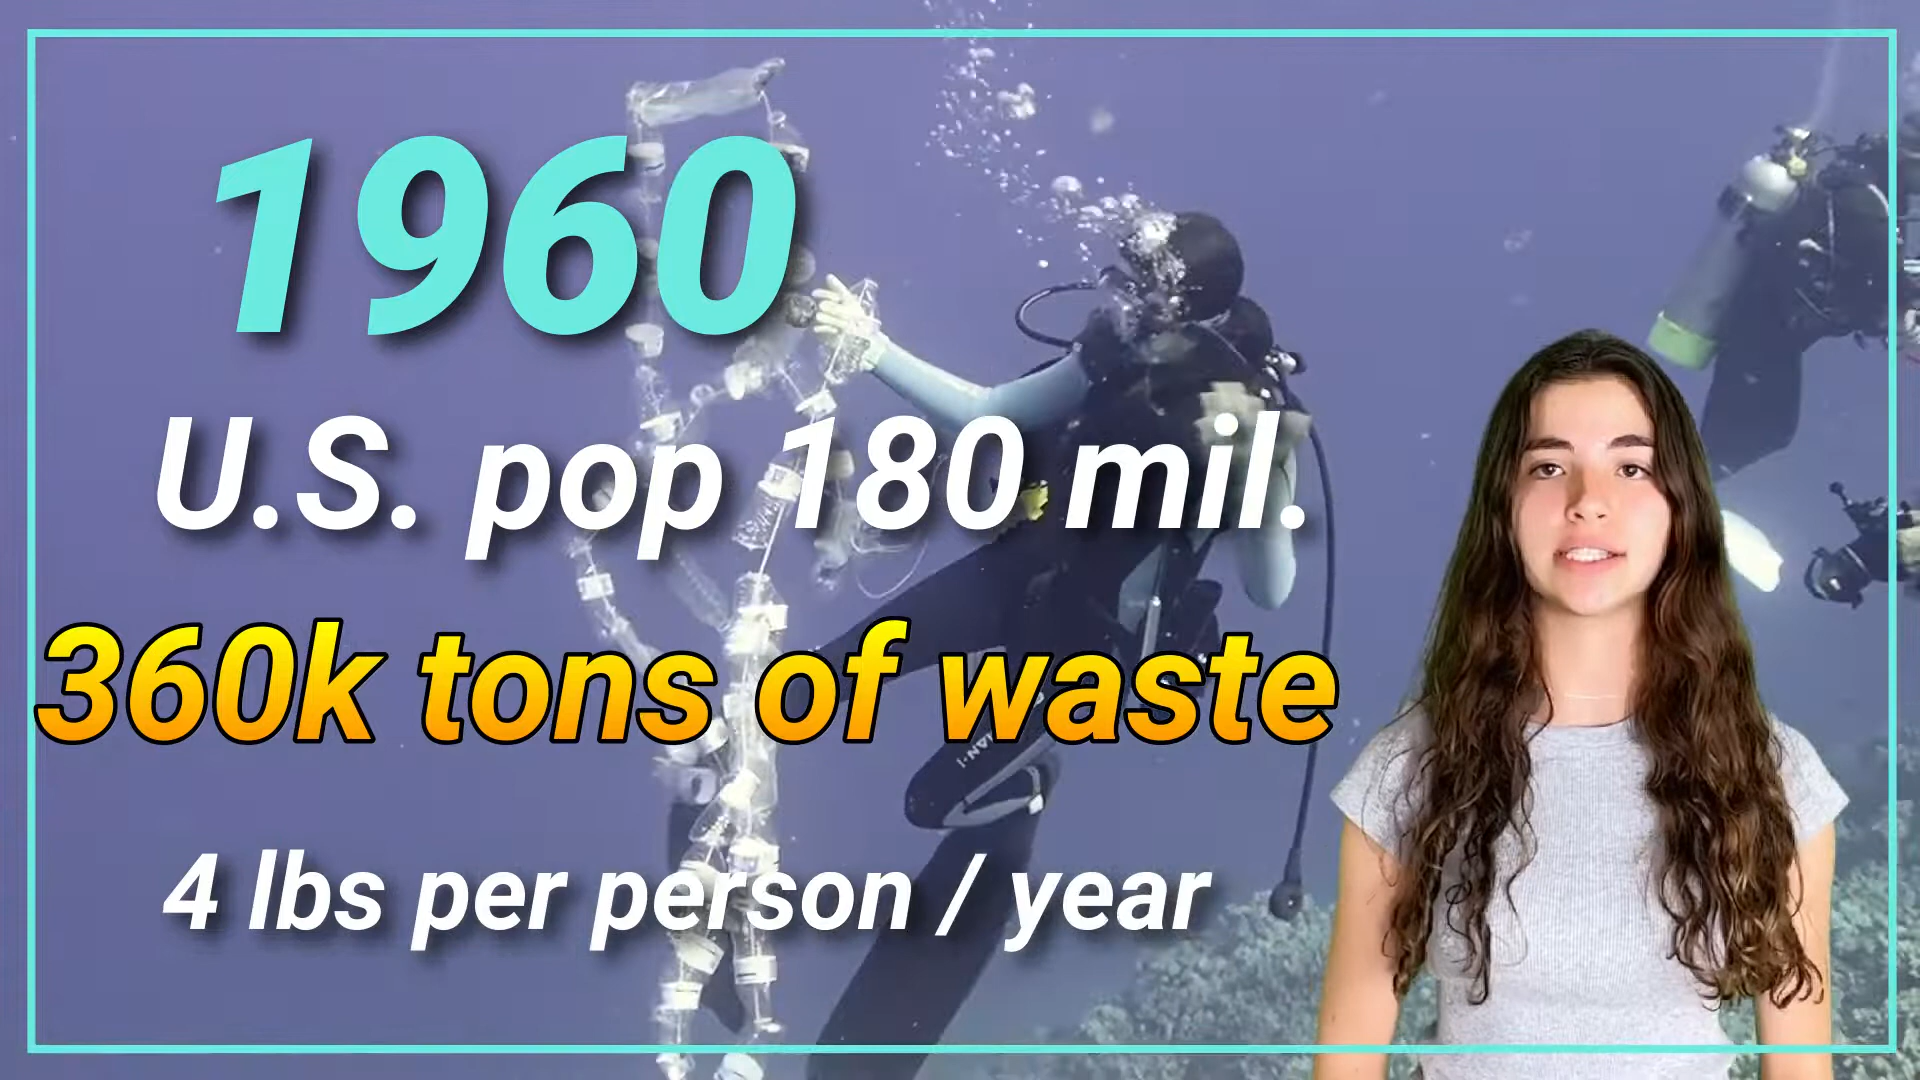 1960
U.S. pop 180 mil.
360k tons of waste
4 lbs per person / year